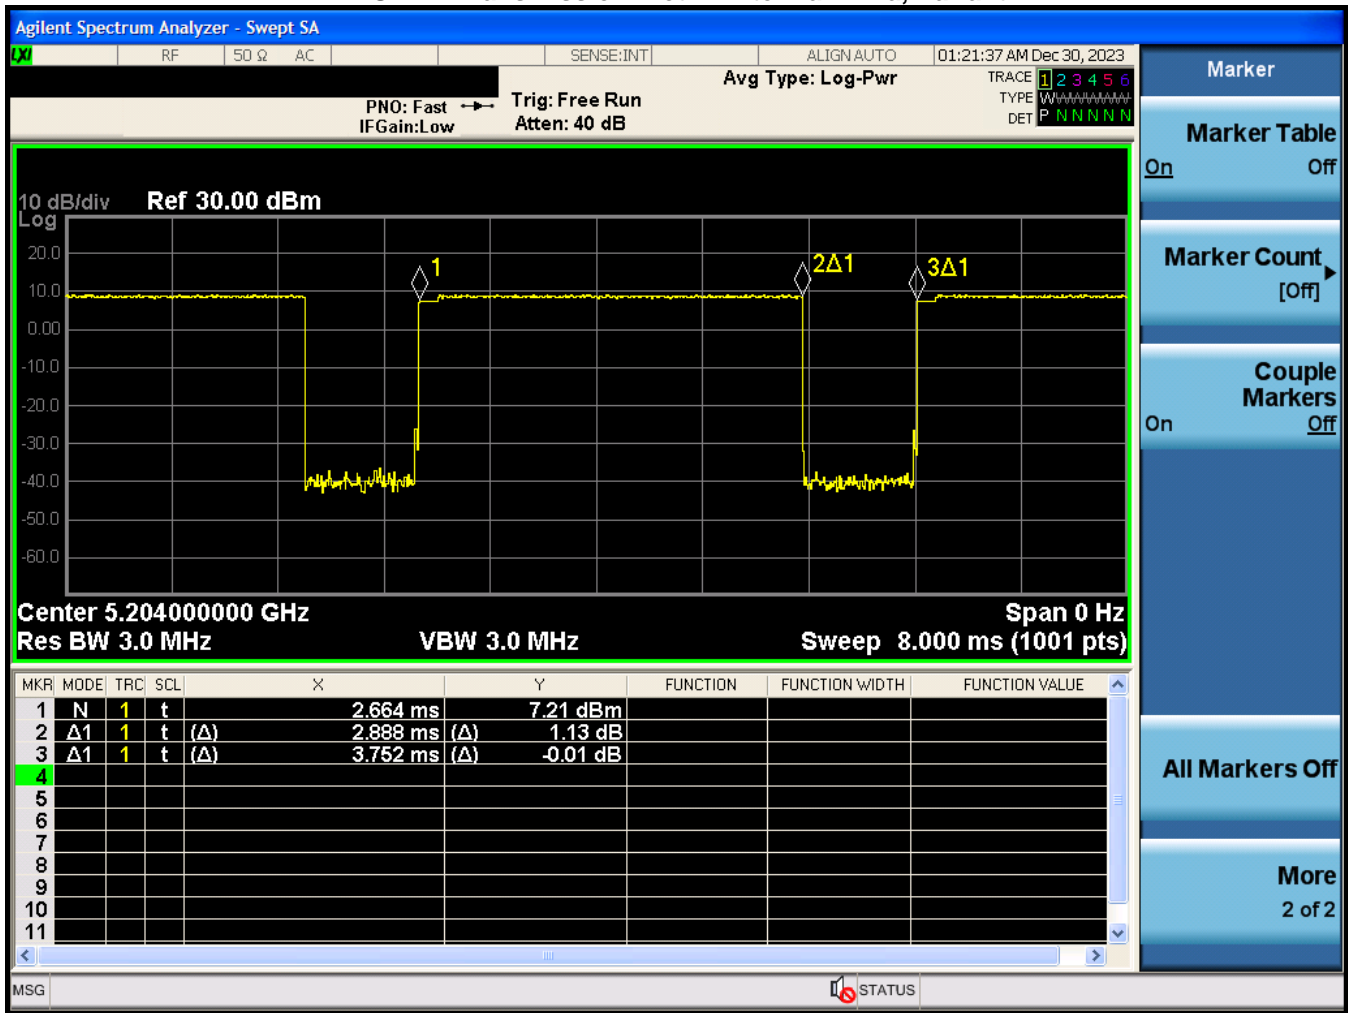 Agilent Spectrum Analyzer - Swept SA
LXI RF 50 Ω AC SENSE:INT ALIGN AUTO 01:21:37 AM Dec 30, 2023
Avg Type: Log-Pwr
TRACE 1 2 3 4 5 6
PNO: Fast Trig: Free Run
TYPE
IFGain:Low Atten: 40 dB
DET P N N N N N
10 dB/div Ref 30.00 dBm
Log
20.0
10.0
0.00
-10.0
-20.0
-30.0
-40.0
-50.0
-60.0
1
2Δ1
3Δ1
Center 5.204000000 GHz Span 0 Hz
Res BW 3.0 MHz VBW 3.0 MHz Sweep 8.000 ms (1001 pts)
MKR MODE TRC SCL X Y FUNCTION FUNCTION WIDTH FUNCTION VALUE
1 N 1 t 2.664 ms 7.21 dBm
2 Δ1 1 t (Δ) 2.888 ms (Δ) 1.13 dB
3 Δ1 1 t (Δ) 3.752 ms (Δ) -0.01 dB
4
5
6
7
8
9
10
11
MSG STATUS
Marker
Marker Table
On Off
Marker Count
[Off]
Couple
Markers
On Off
All Markers Off
More
2 of 2